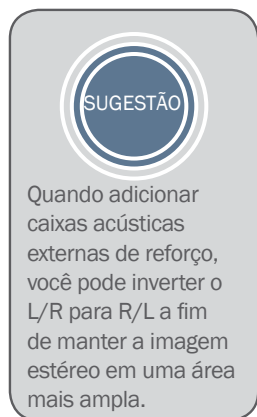 SUGESTÃO
Quando adicionar
caixas acústicas
externas de reforço,
você pode inverter o
L/R para R/L a fim
de manter a imagem
estéreo em uma área
mais ampla.